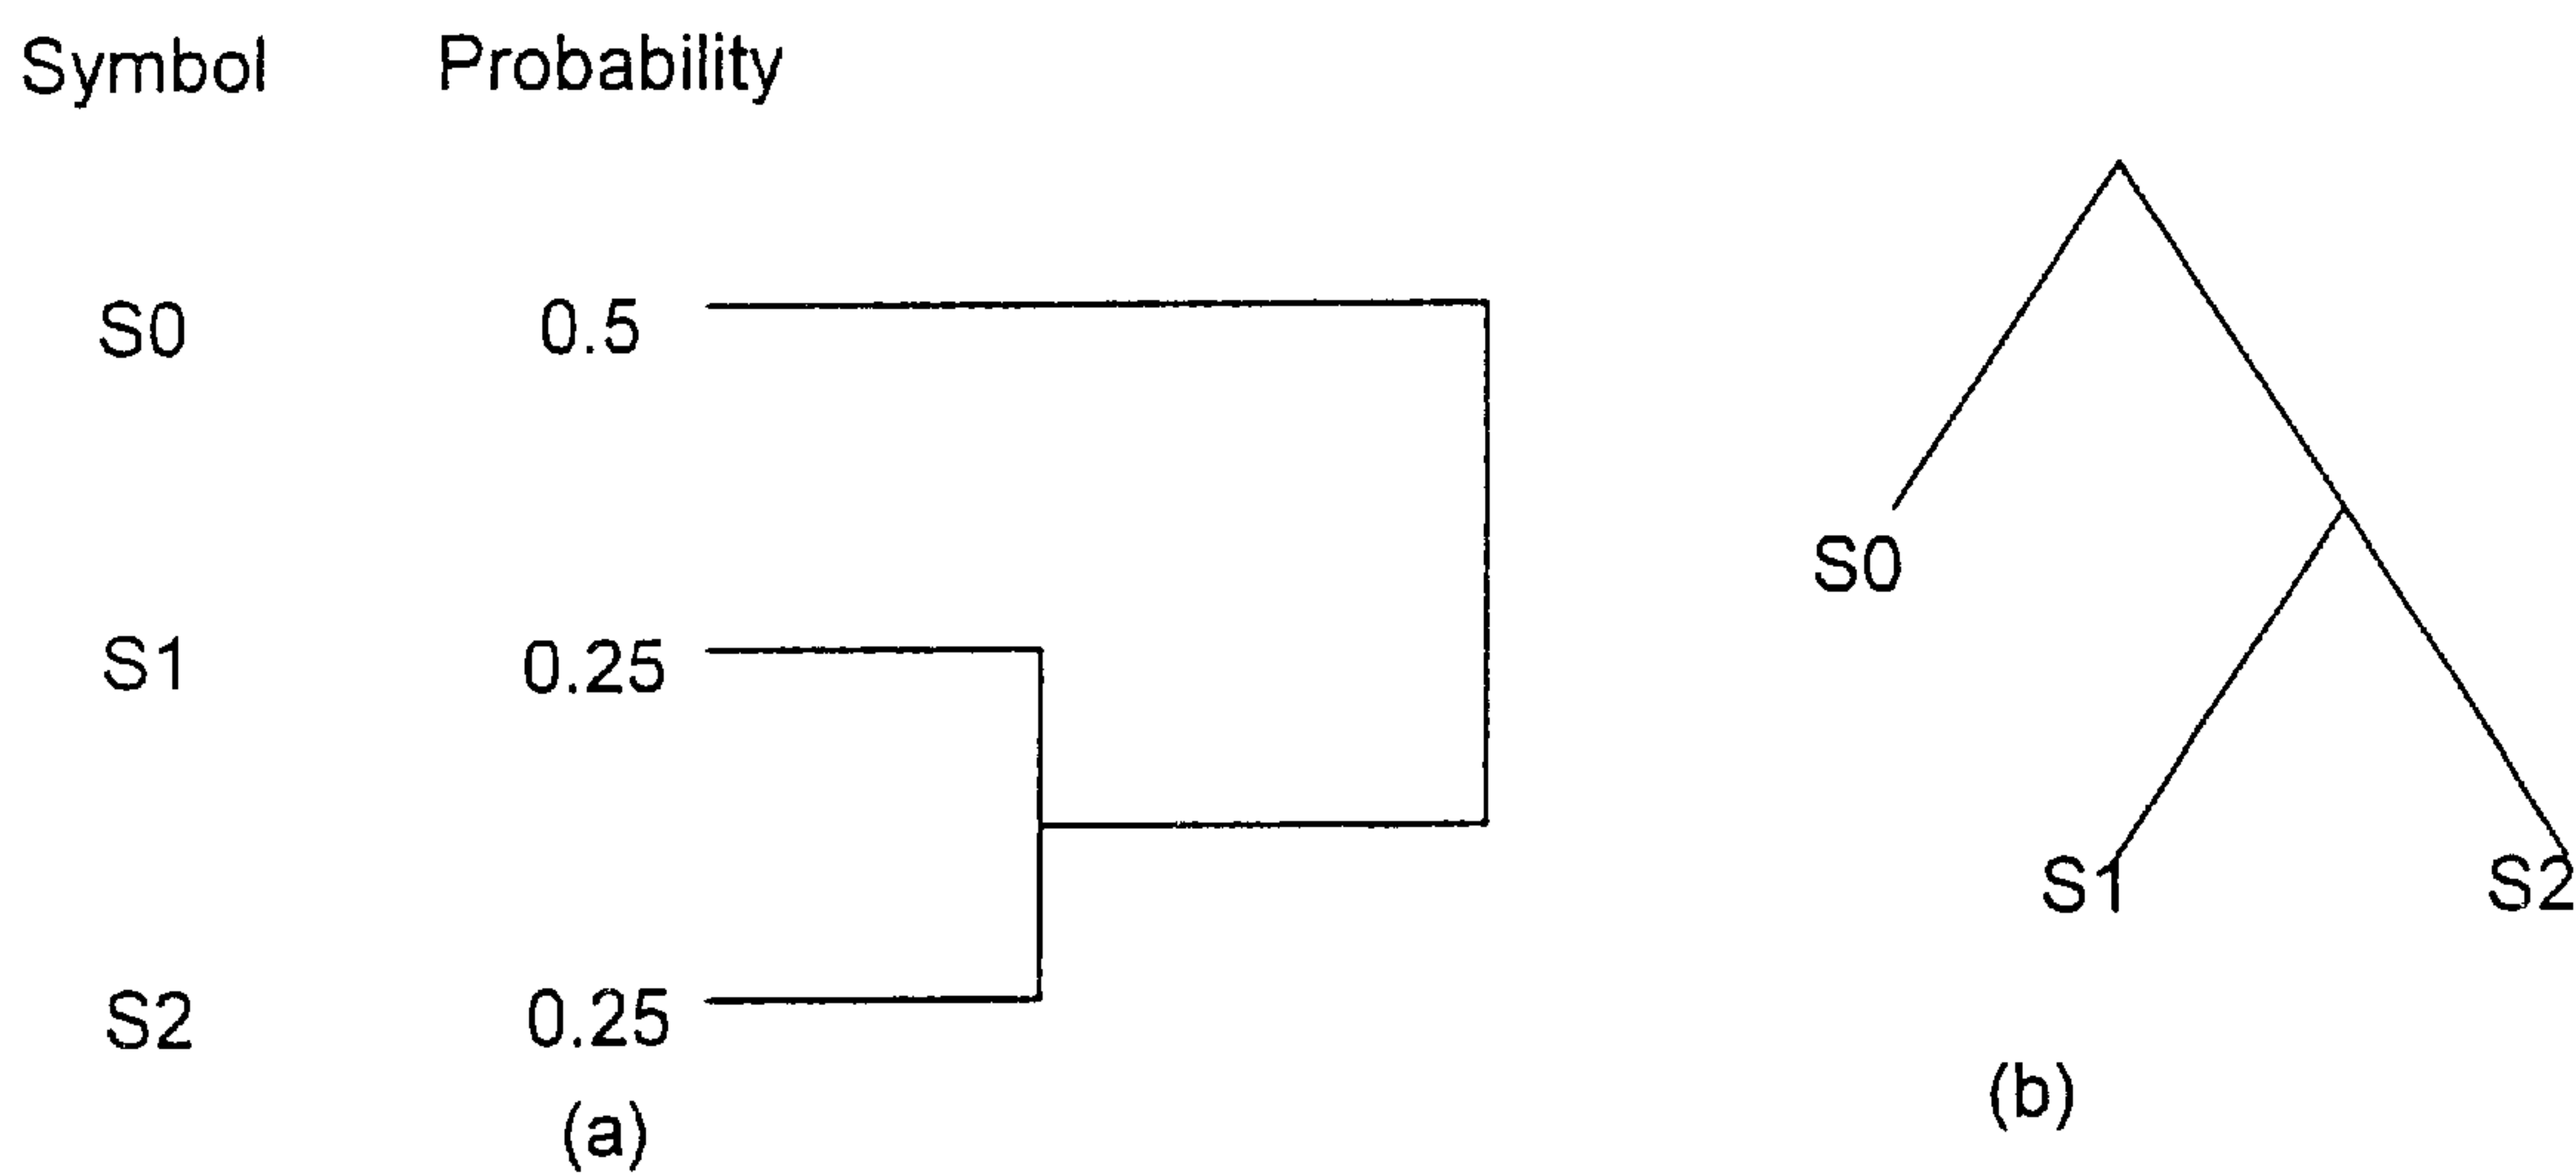 Symbol Probability
S0 0.5
S1 0.25
S2 0.25
(a)
S0
S1 S2
(b)